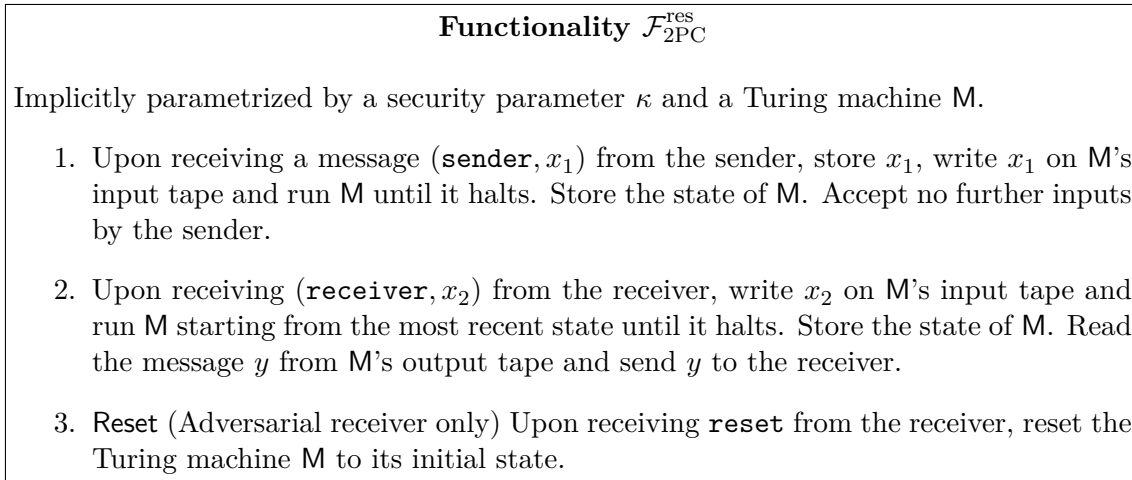 Functionality $\mathcal{F}_{\text{2PC}}^{\text{res}}$
Implicitly parametrized by a security parameter κ and a Turing machine M.
1. Upon receiving a message (sender, x₁) from the sender, store x₁, write x₁ on M's
input tape and run M until it halts. Store the state of M. Accept no further inputs
by the sender.
2. Upon receiving (receiver, x₂) from the receiver, write x₂ on M's input tape and
run M starting from the most recent state until it halts. Store the state of M. Read
the message y from M's output tape and send y to the receiver.
3. Reset (Adversarial receiver only) Upon receiving reset from the receiver, reset the
Turing machine M to its initial state.